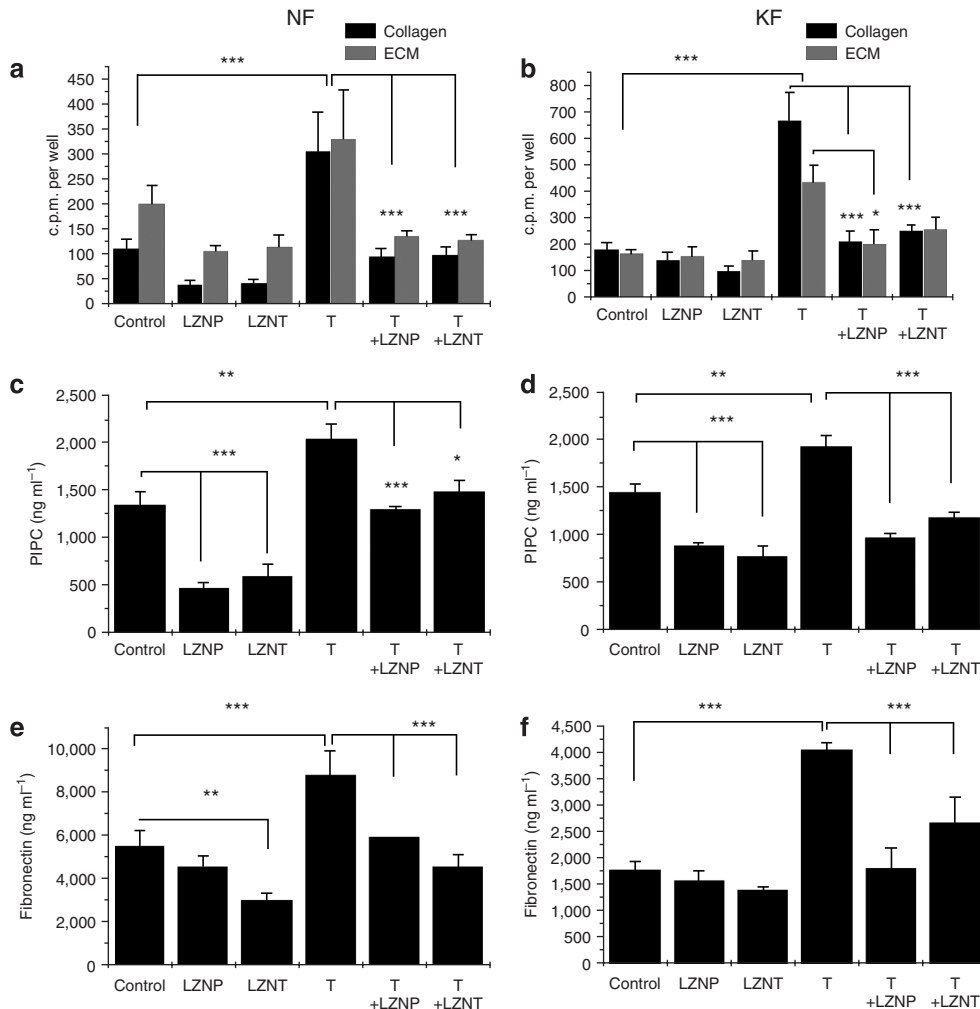 NF
KF
Collagen
ECM
Collagen
ECM
a
***
450
400
350
300
250
200
150
100
50
0
c.p.m. per well
***
***
Control
LZNP
LZNT
T
T
+LZNP
T
+LZNT
b
***
800
700
600
500
400
300
200
100
0
c.p.m. per well
***
*
***
Control
LZNP
LZNT
T
T
+LZNP
T
+LZNT
c
**
2,500
2,000
1,500
1,000
500
0
PIPC (ng ml⁻¹)
***
***
*
Control
LZNP
LZNT
T
T
+LZNP
T
+LZNT
d
**
***
2,500
2,000
1,500
1,000
500
0
PIPC (ng ml⁻¹)
***
Control
LZNP
LZNT
T
T
+LZNP
T
+LZNT
e
***
***
10,000
8,000
6,000
4,000
2,000
0
Fibronectin (ng ml⁻¹)
**
Control
LZNP
LZNT
T
T
+LZNP
T
+LZNT
f
***
***
4,500
4,000
3,500
3,000
2,500
2,000
1,500
1,000
500
0
Fibronectin (ng ml⁻¹)
Control
LZNP
LZNT
T
T
+LZNP
T
+LZNT